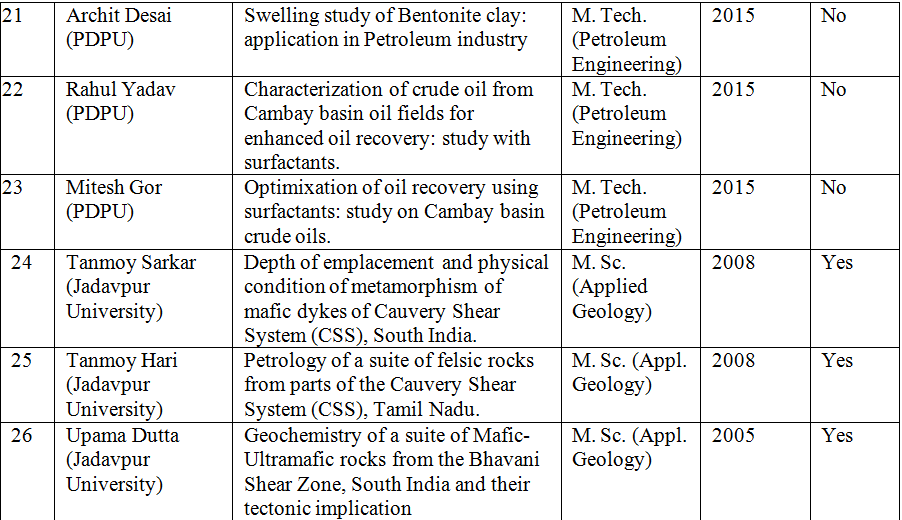 21 Archit Desai Swelling study of Bentonite clay: M. Tech. 2015 No
(PDPU) application in Petroleum industry (Petroleum
Engineering)
22 Rahul Yadav Characterization of crude oil from M. Tech. 2015 No
(PDPU) Cambay basin oil fields for (Petroleum
enhanced oil recovery: study with Engineering)
surfactants.
23 Mitesh Gor Optimixation of oil recovery using M. Tech. 2015 No
(PDPU) surfactants: study on Cambay basin (Petroleum
crude oils. Engineering)
24 Tanmoy Sarkar Depth of emplacement and physical M. Sc. 2008 Yes
(Jadavpur condition of metamorphism of (Applied
University) mafic dykes of Cauvery Shear Geology)
System (CSS), South India.
25 Tanmoy Hari Petrology of a suite of felsic rocks M. Sc. (Appl. 2008 Yes
(Jadavpur from parts of the Cauvery Shear Geology)
University) System (CSS), Tamil Nadu.
26 Upama Dutta Geochemistry of a suite of Mafic- M. Sc. (Appl. 2005 Yes
(Jadavpur Ultramafic rocks from the Bhavani Geology)
University) Shear Zone, South India and their
tectonic implication